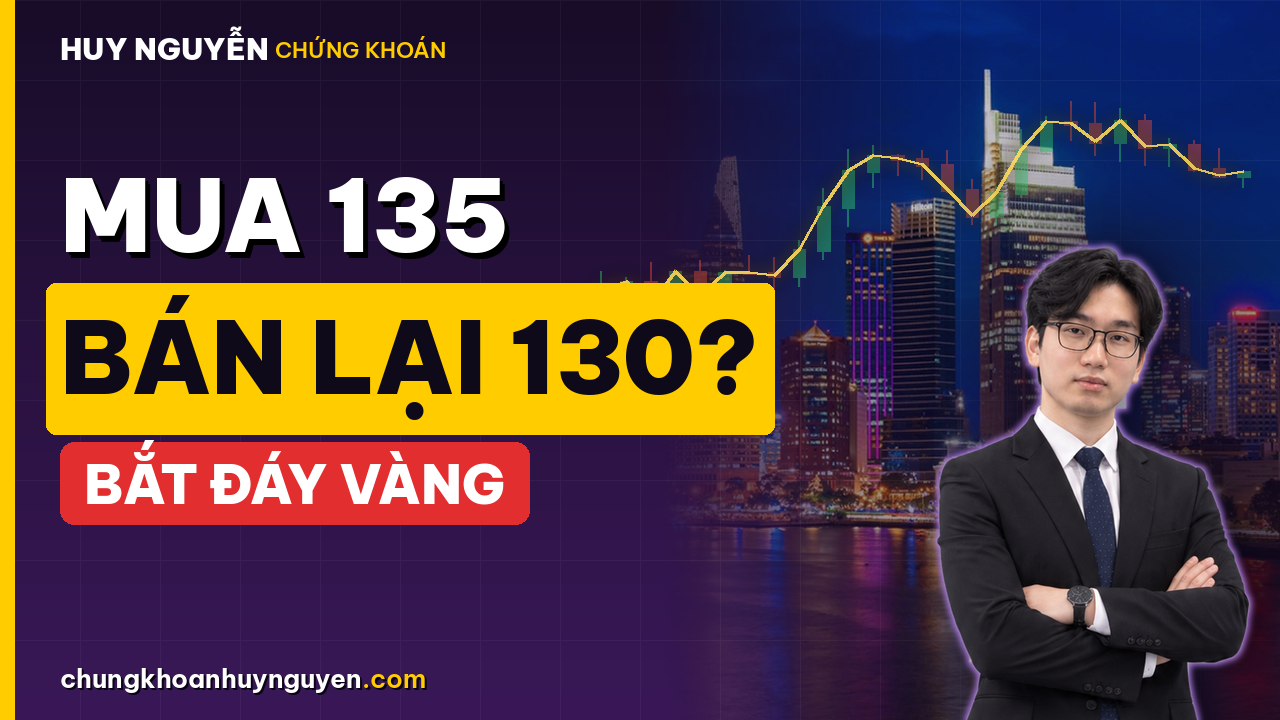 HUY NGUYỄN CHỨNG KHOÁN
MUA 135
BÁN LẠI 130?
BẮT ĐÁY VÀNG
chungkhoanhuynguyen.com